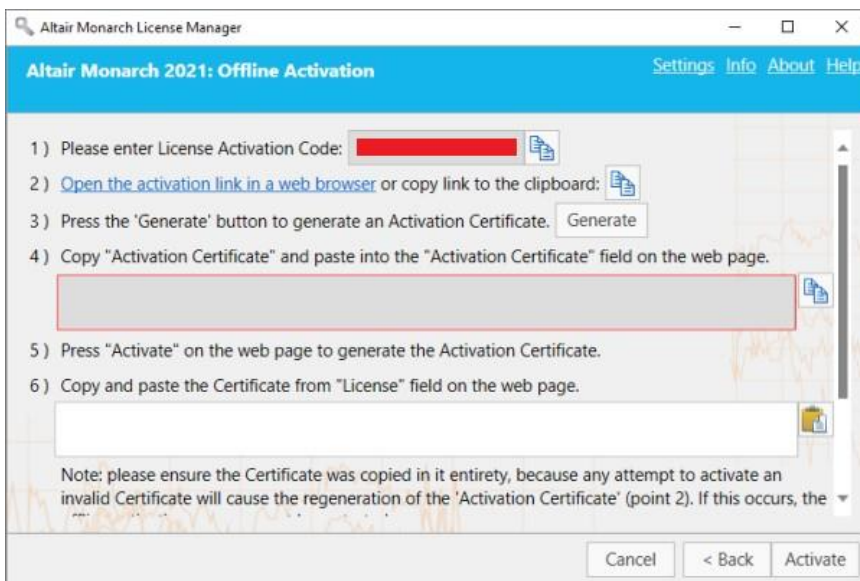 Altair Monarch License Manager
Altair Monarch 2021: Offline Activation
Settings Info About Help
1 ) Please enter License Activation Code:
2 ) Open the activation link in a web browser or copy link to the clipboard:
3 ) Press the 'Generate' button to generate an Activation Certificate. Generate
4 ) Copy "Activation Certificate" and paste into the "Activation Certificate" field on the web page.
5 ) Press "Activate" on the web page to generate the Activation Certificate.
6 ) Copy and paste the Certificate from "License" field on the web page.
Note: please ensure the Certificate was copied in it entirety, because any attempt to activate an
invalid Certificate will cause the regeneration of the 'Activation Certificate' (point 2). If this occurs, the
Cancel < Back Activate